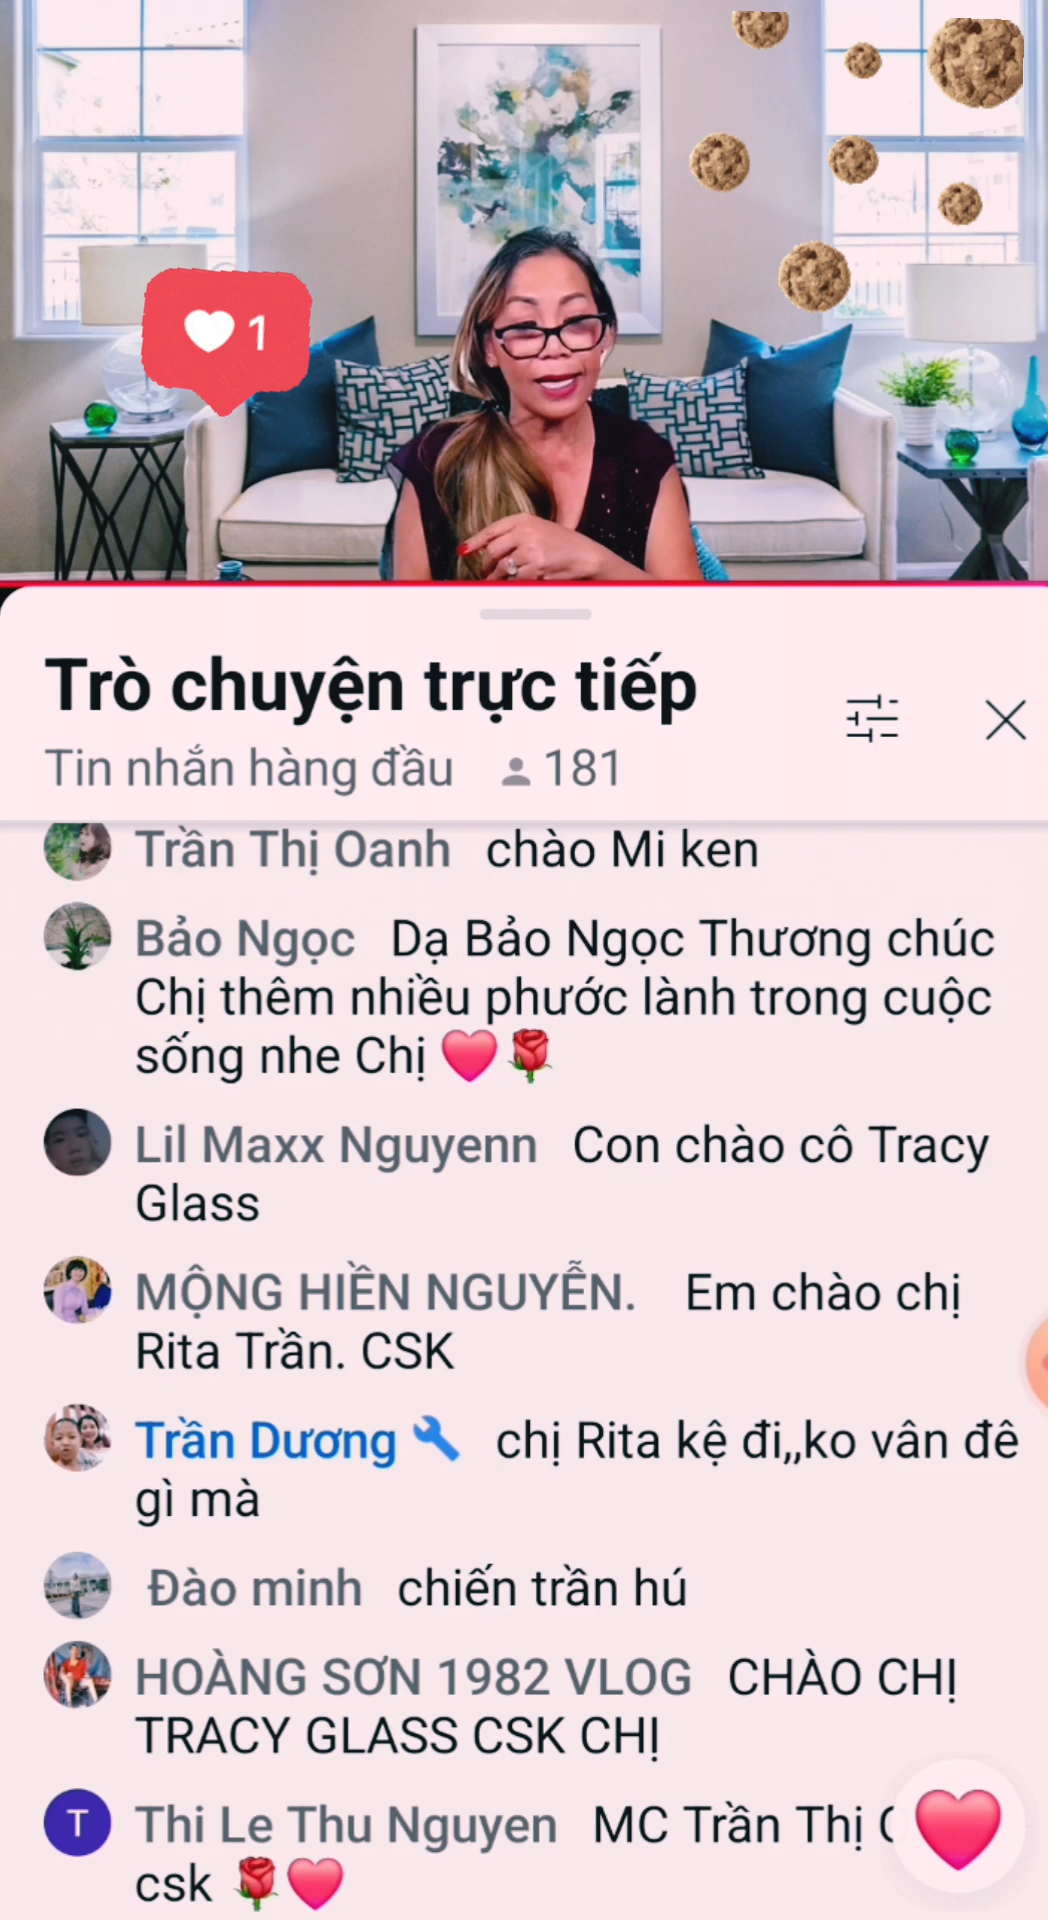 1
Trò chuyện trực tiếp
Tin nhắn hàng đầu 181
Trần Thị Oanh chào Mi ken
Bảo Ngọc Dạ Bảo Ngọc Thương chúc
Chị thêm nhiều phước lành trong cuộc
sống nhe Chị ❤️🌹
Lil Maxx Nguyenn Con chào cô Tracy
Glass
MỘNG HIỀN NGUYỄN. Em chào chị
Rita Trần. CSK
Trần Dương chị Rita kệ đi,,ko vân đê
gì mà
Đào minh chiến trần hú
HOÀNG SƠN 1982 VLOG CHÀO CHỊ
TRACY GLASS CSK CHỊ
T Thi Le Thu Nguyen MC Trần Thị
csk 🌹❤️